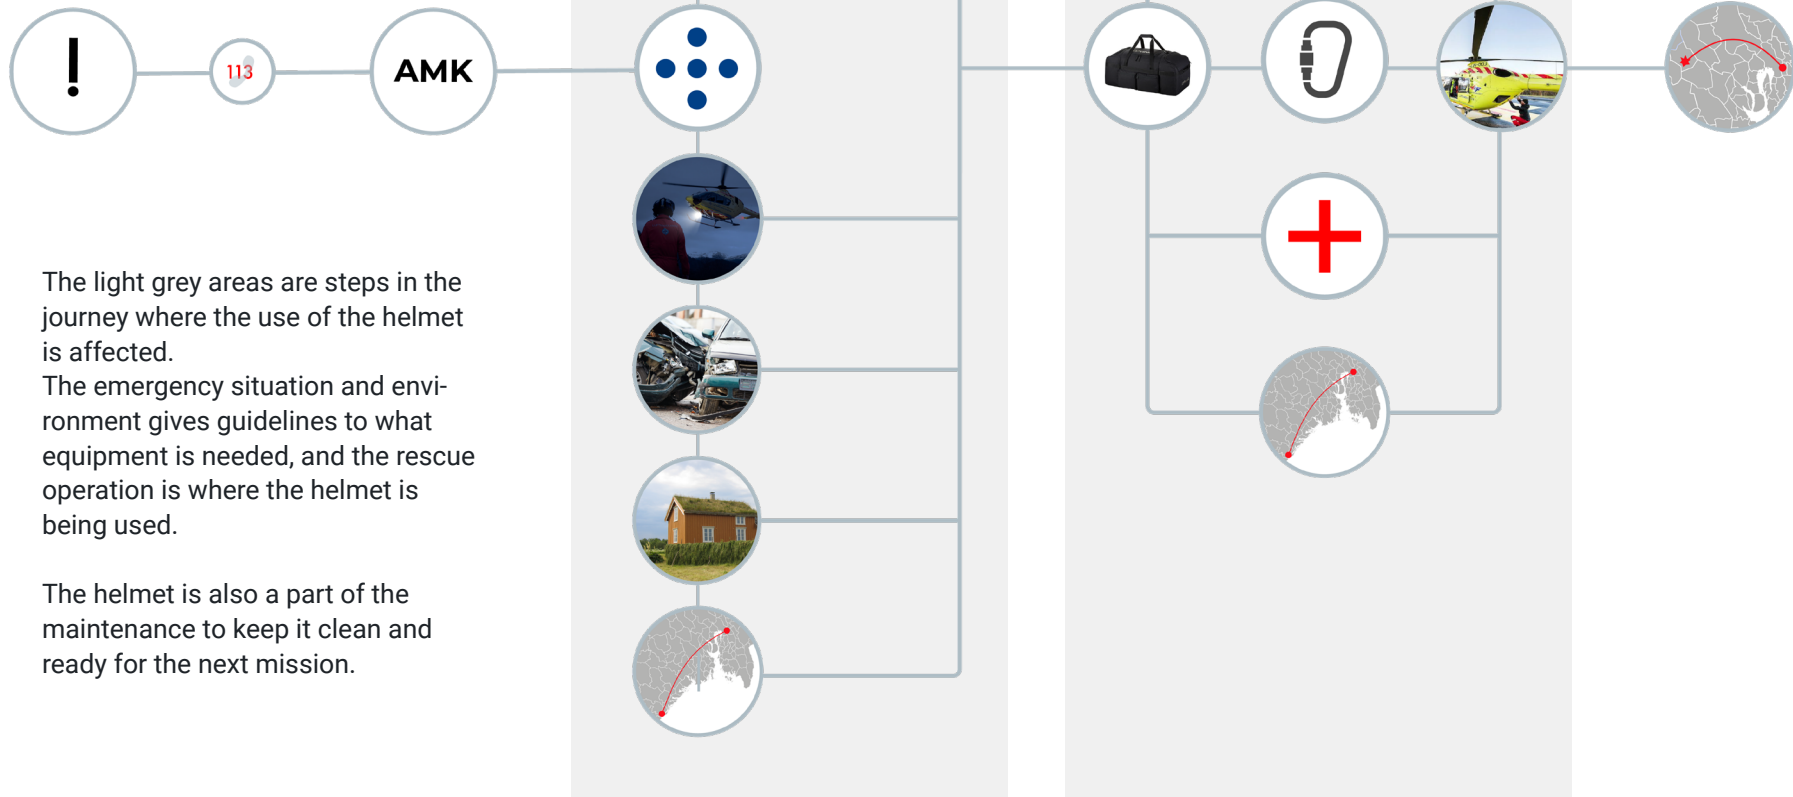 !
113
AMK
The light grey areas are steps in the
journey where the use of the helmet
is affected.
The emergency situation and envi-
ronment gives guidelines to what
equipment is needed, and the rescue
operation is where the helmet is
being used.
The helmet is also a part of the
maintenance to keep it clean and
ready for the next mission.